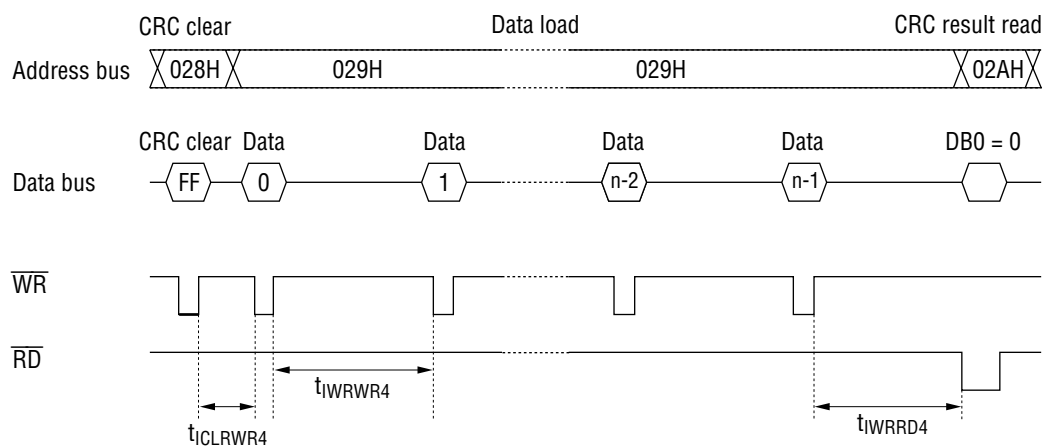 CRC clear Data load CRC result read
Address bus 028H 029H 029H 02AH
CRC clear Data Data Data Data DB0 = 0
Data bus FF 0 1 n-2 n-1
WR
RD
tIWRWR4 tIWRRD4
tICLRWR4